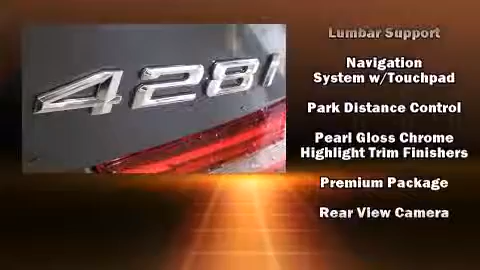 428i
Lumbar Support
Navigation
System w/Touchpad
Park Distance Control
Pearl Gloss Chrome
Highlight Trim Finishers
Premium Package
Rear View Camera